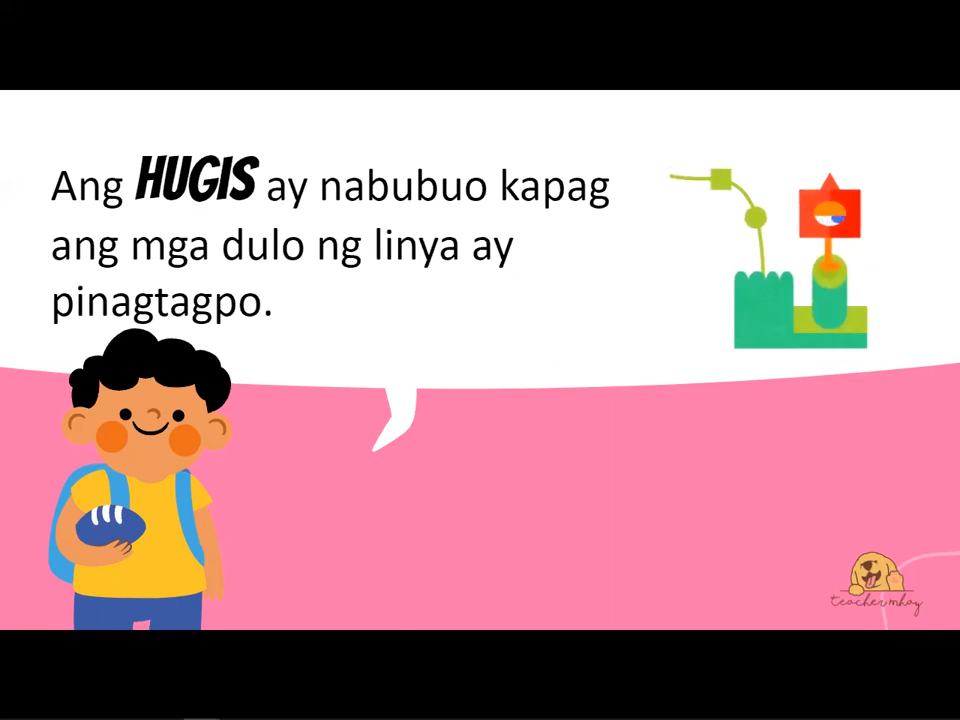 Ang HUGIS ay nabubuo kapag
ang mga dulo ng linya ay
pinagtagpo.
teachermhay